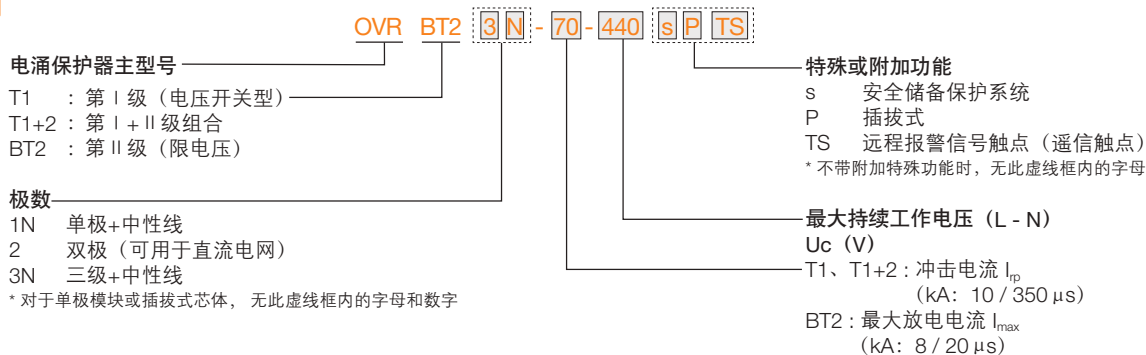 OVR BT2 3 N - 70 - 440 s P TS
电涌保护器主型号
T1 : 第Ⅰ级（电压开关型）
T1+2 : 第Ⅰ+Ⅱ级组合
BT2 : 第Ⅱ级（限电压）
极数
1N 单极+中性线
2 双极（可用于直流电网）
3N 三级+中性线
* 对于单极模块或插拔式芯体，无此虚线框内的字母和数字
特殊或附加功能
s 安全储备保护系统
P 插拔式
TS 远程报警信号触点（遥信触点）
* 不带附加特殊功能时，无此虚线框内的字母
最大持续工作电压（L - N）
Uc（V）
T1、T1+2 : 冲击电流 Irp
（kA：10 / 350 μs）
BT2 : 最大放电电流 Imax
（kA：8 / 20 μs）